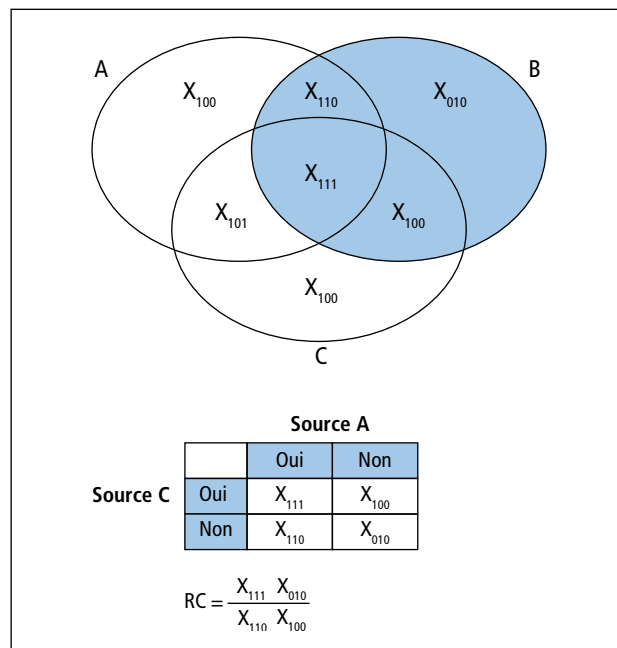 A
B
X₁₀₀
X₁₁₀
X₀₁₀
X₁₁₁
X₁₀₁
X₁₀₀
X₁₀₀
C
Source A
Oui Non
Source C Oui X₁₁₁ X₁₀₀
Non X₁₁₀ X₀₁₀
RC = X₁₁₁ X₀₁₀
X₁₁₀ X₁₀₀